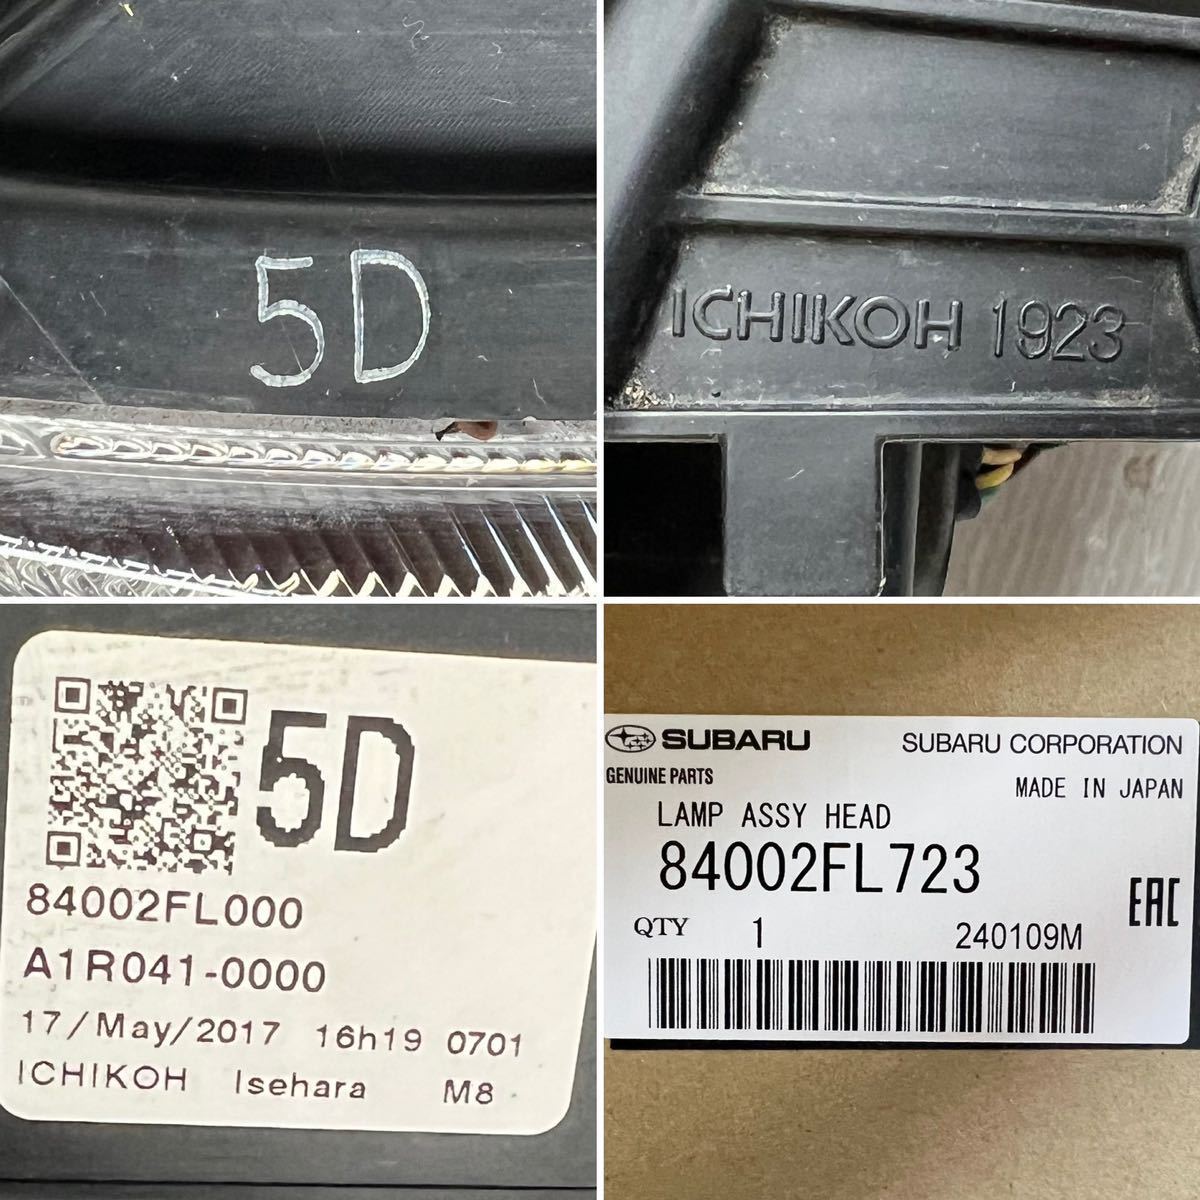 5D
ICHIKOH 1923
5D
84002FL000
A1R041-0000
17/May/2017 16h19 0701
ICHIKOH Isehara M8
SUBARU
SUBARU CORPORATION
GENUINE PARTS
MADE IN JAPAN
LAMP ASSY HEAD
84002FL723
EAC
QTY 1 240109M